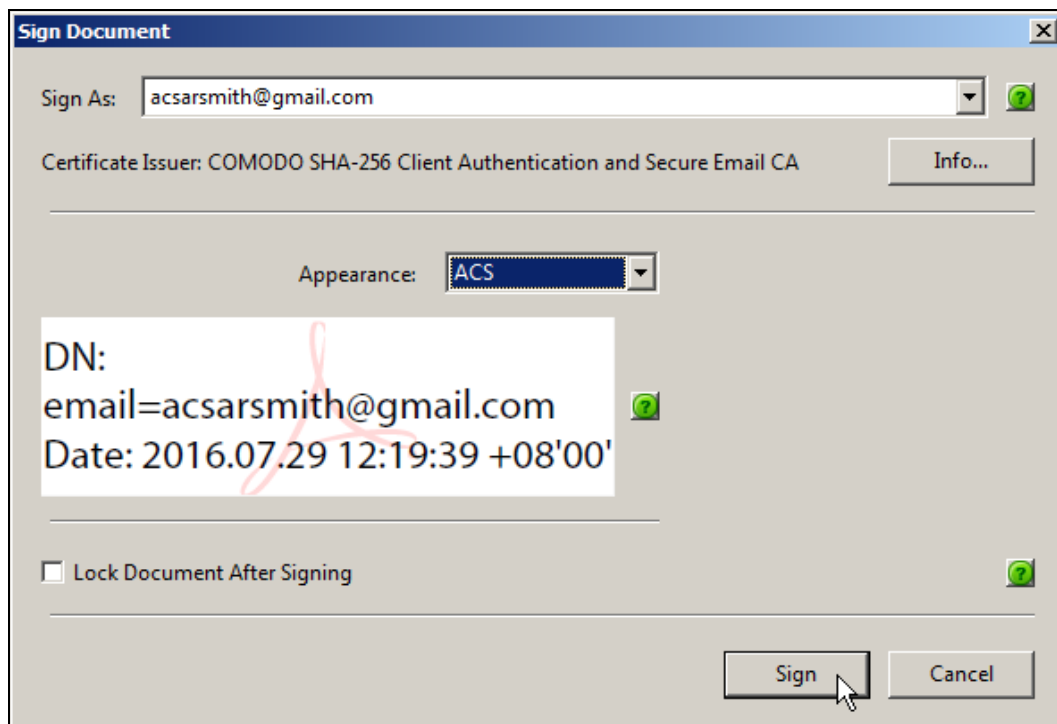 Sign Document
Sign As: acsarsmith@gmail.com
Certificate Issuer: COMODO SHA-256 Client Authentication and Secure Email CA Info...
Appearance: ACS
DN:
email=acsarsmith@gmail.com
Date: 2016.07.29 12:19:39 +08'00'
Lock Document After Signing
Sign Cancel